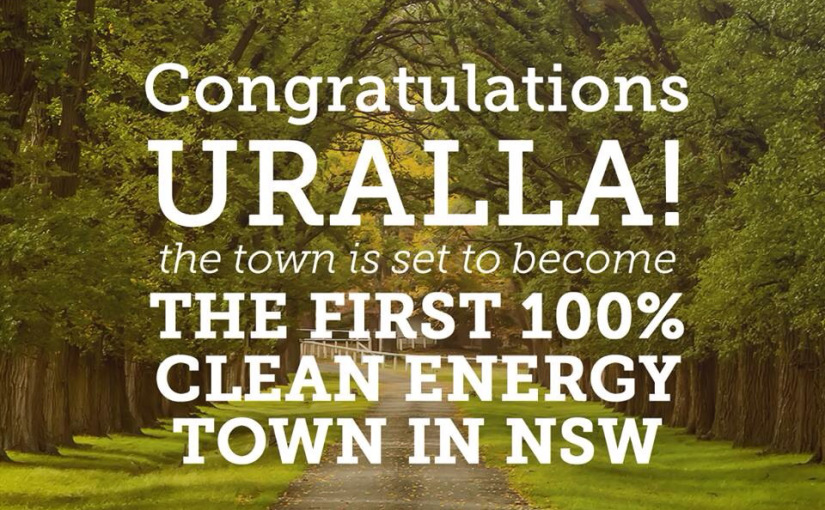 Congratulations
URALLA!
the town is set to become
THE FIRST 100%
CLEAN ENERGY
TOWN IN NSW